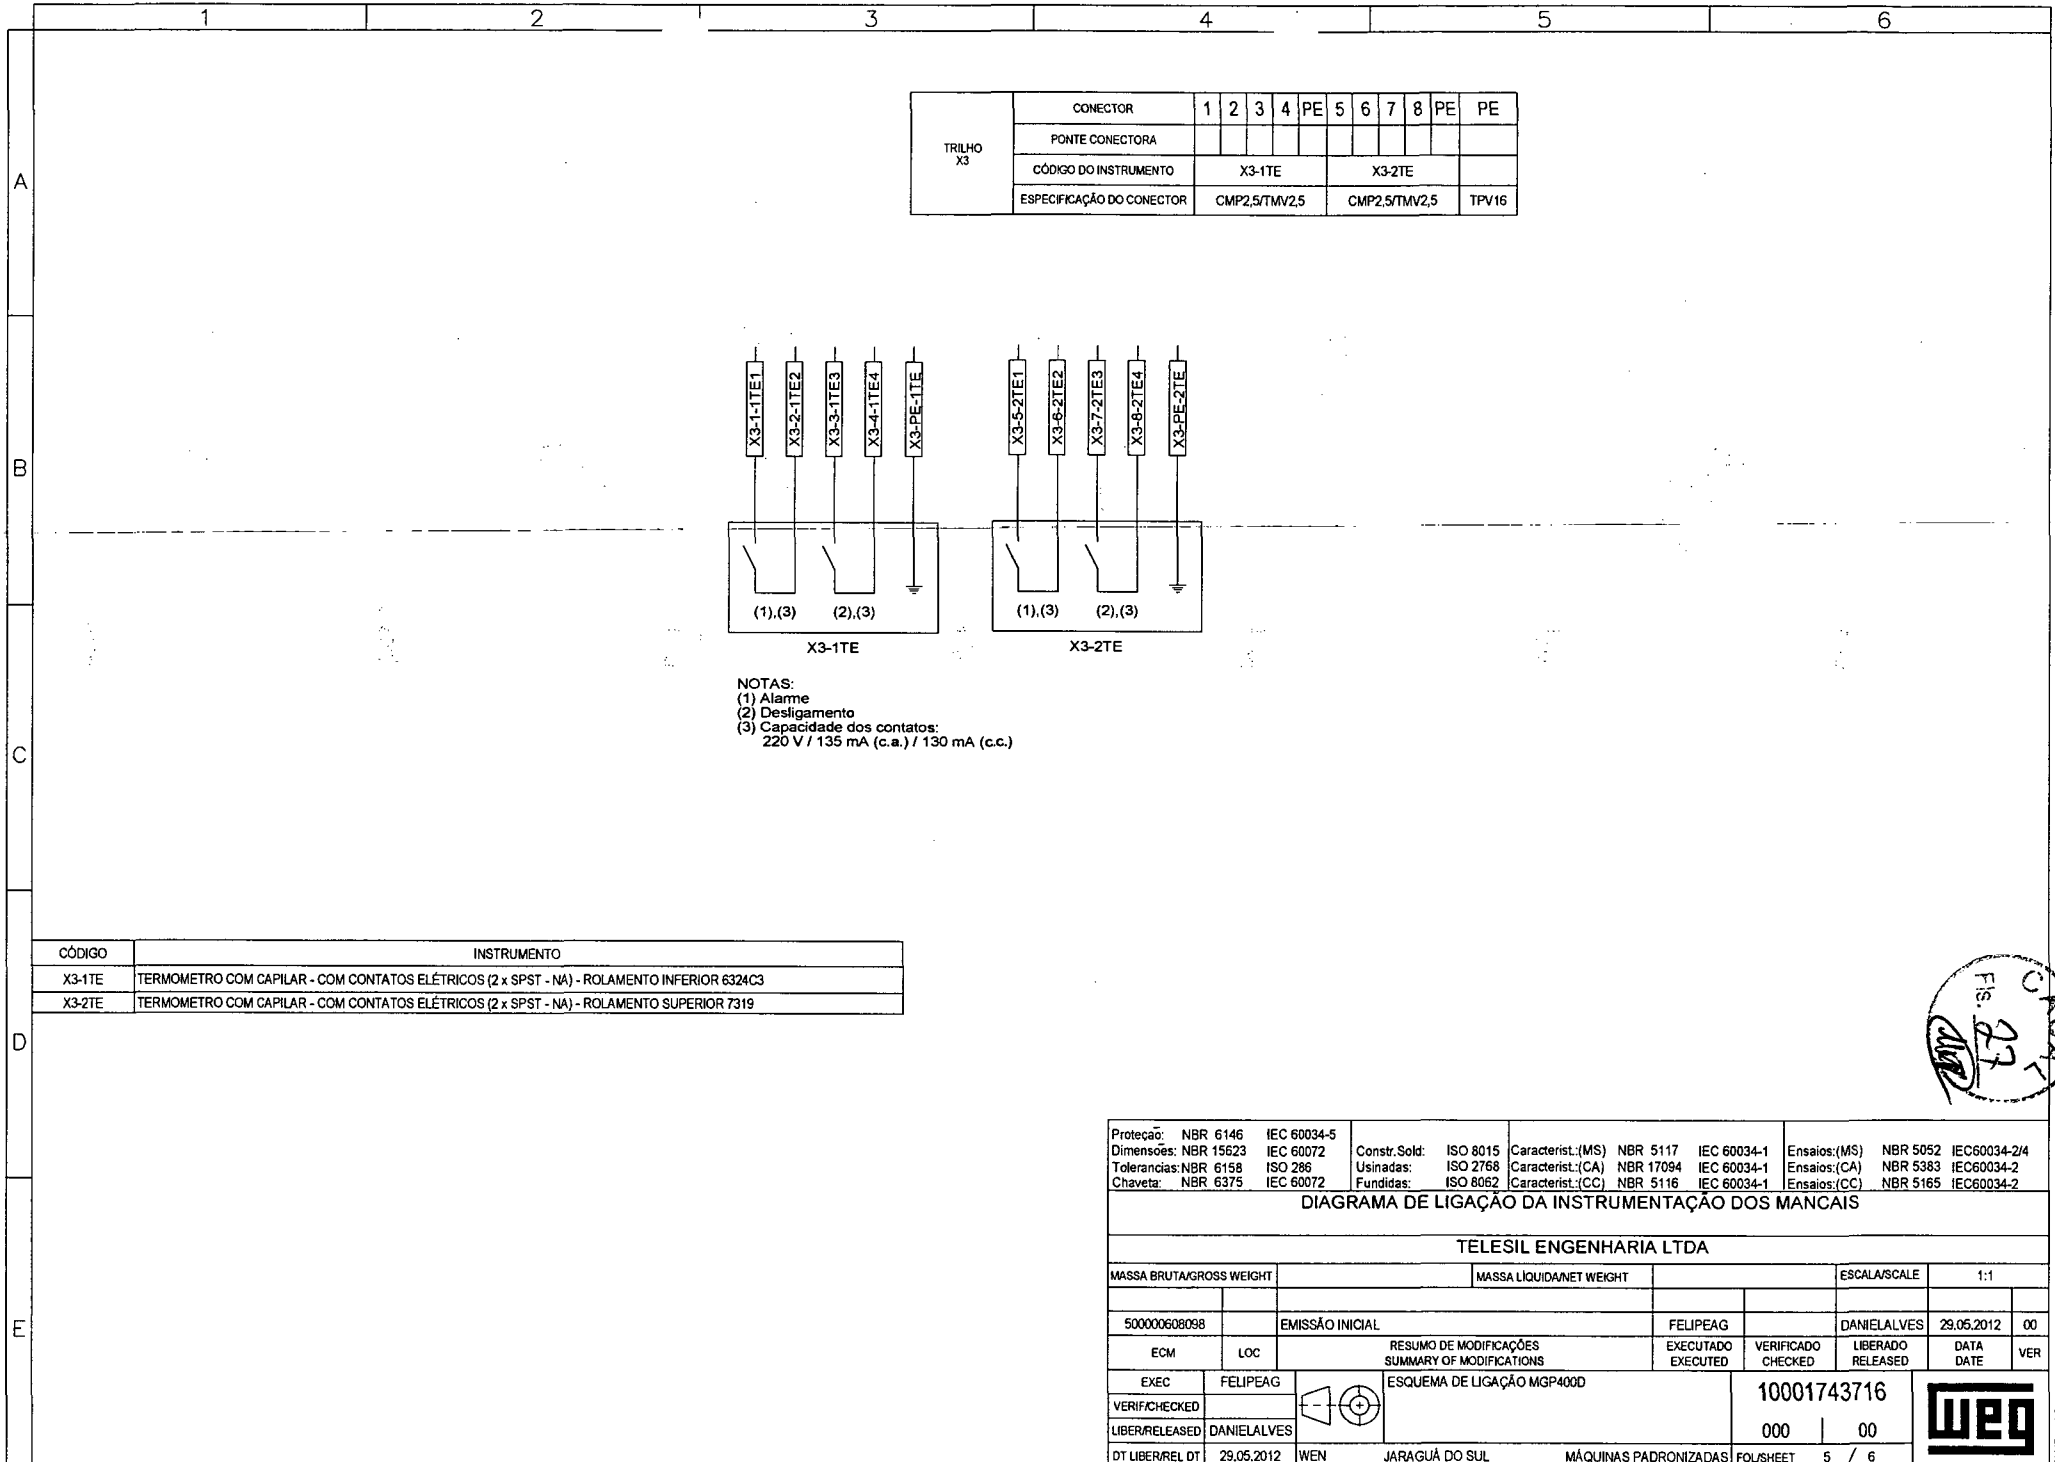 1 2 3 4 5 6
A
B
C
D
E
TRILHO X3
CONECTOR 1 2 3 4 PE 5 6 7 8 PE PE
PONTE CONECTORA
CÓDIGO DO INSTRUMENTO X3-1TE X3-2TE
ESPECIFICAÇÃO DO CONECTOR CMP2,5/TMV2,5 CMP2,5/TMV2,5 TPV16
X3-1-1TE1 X3-2-1TE2 X3-3-1TE3 X3-4-1TE4 X3-PE-1TE
X3-5-2TE1 X3-6-2TE2 X3-7-2TE3 X3-8-2TE4 X3-PE-2TE
(1),(3) (2),(3) (1),(3) (2),(3)
X3-1TE X3-2TE
NOTAS:
(1) Alarme
(2) Desligamento
(3) Capacidade dos contatos:
220 V / 135 mA (c.a.) / 130 mA (c.c.)
CÓDIGO INSTRUMENTO
X3-1TE TERMOMETRO COM CAPILAR - COM CONTATOS ELÉTRICOS (2 x SPST - NA) - ROLAMENTO INFERIOR 6324C3
X3-2TE TERMOMETRO COM CAPILAR - COM CONTATOS ELÉTRICOS (2 x SPST - NA) - ROLAMENTO SUPERIOR 7319
Fls. 27
Proteção: NBR 6146 IEC 60034-5
Dimensões: NBR 15623 IEC 60072 Constr.Sold: ISO 8015 Caracterist.:(MS) NBR 5117 IEC 60034-1 Ensaios:(MS) NBR 5052 IEC60034-2/4
Tolerancias: NBR 6158 ISO 286 Usinadas: ISO 2768 Caracterist.:(CA) NBR 17094 IEC 60034-1 Ensaios:(CA) NBR 5383 IEC60034-2
Chaveta: NBR 6375 IEC 60072 Fundidas: ISO 8062 Caracterist.:(CC) NBR 5116 IEC 60034-1 Ensaios:(CC) NBR 5165 IEC60034-2
DIAGRAMA DE LIGAÇÃO DA INSTRUMENTAÇÃO DOS MANCAIS
TELESIL ENGENHARIA LTDA
MASSA BRUTA/GROSS WEIGHT MASSA LÍQUIDA/NET WEIGHT ESCALA/SCALE 1:1
500000608098 EMISSÃO INICIAL FELIPEAG DANIELALVES 29.05.2012 00
ECM LOC RESUMO DE MODIFICAÇÕES EXECUTADO VERIFICADO LIBERADO DATA VER
SUMMARY OF MODIFICATIONS EXECUTED CHECKED RELEASED DATE
EXEC FELIPEAG ESQUEMA DE LIGAÇÃO MGP400D 10001743716
VERIF/CHECKED
LIBER/RELEASED DANIELALVES 000 00
weg
DT LIBER/REL DT 29.05.2012 WEN JARAGUÁ DO SUL MÁQUINAS PADRONIZADAS FOL/SHEET 5 / 6